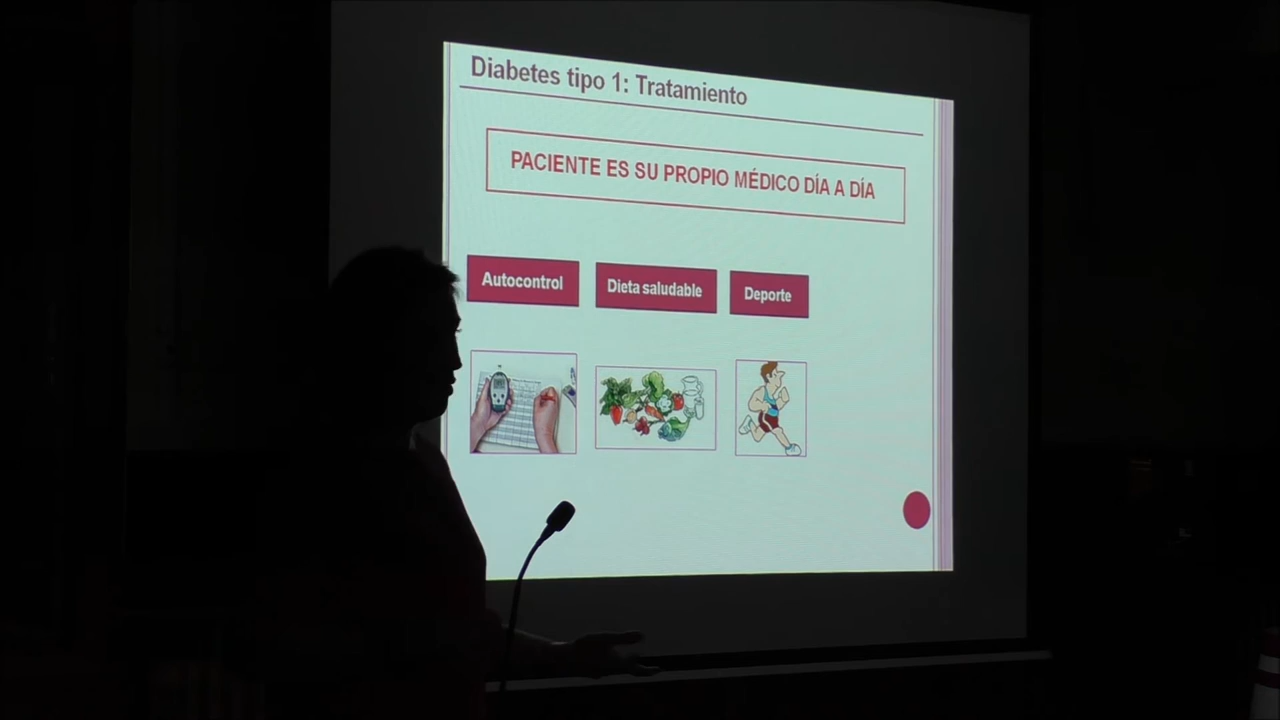 Diabetes tipo 1: Tratamiento
PACIENTE ES SU PROPIO MÉDICO DÍA A DÍA
Autocontrol
Dieta saludable
Deporte